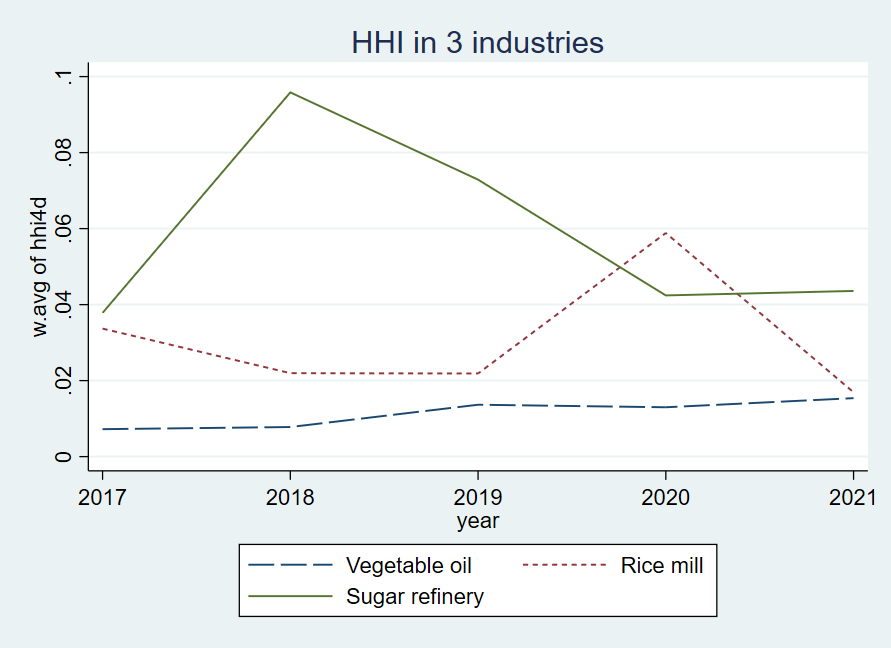 HHI in 3 industries
w.avg of hhi4d
.1
.08
.06
.04
.02
0
2017 2018 2019 2020 2021
year
Vegetable oil Rice mill
Sugar refinery